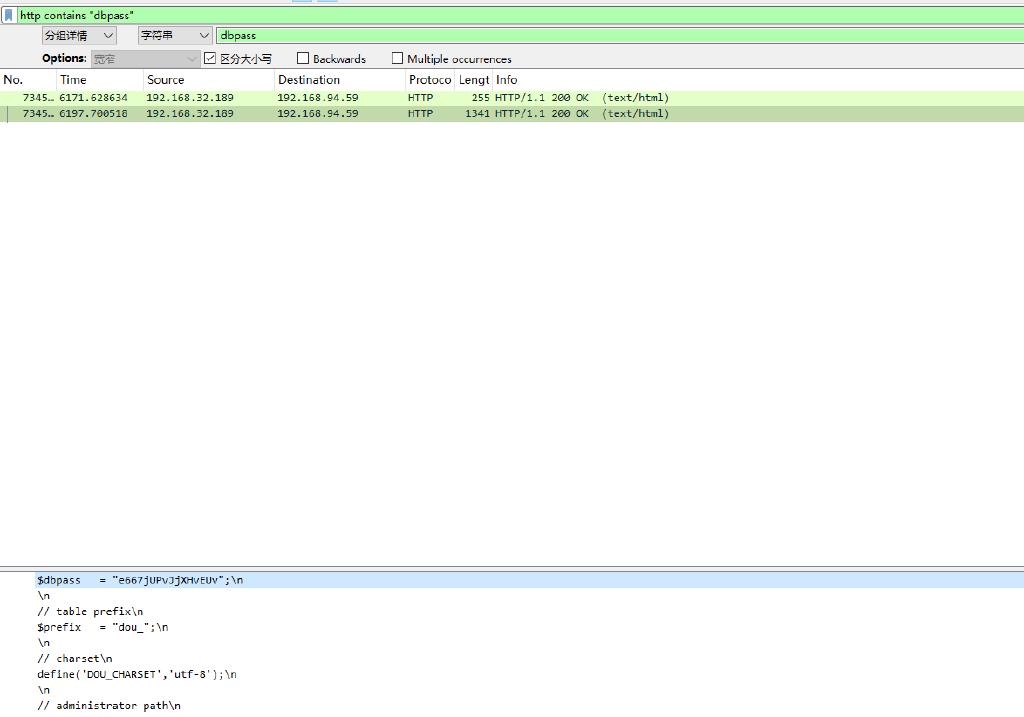 http contains "dbpass"
分组详情 字符串 dbpass
Options: 宽窄 区分大小写 Backwards Multiple occurrences
No. Time Source Destination Protoco Lengt Info
7345… 6171.628634 192.168.32.189 192.168.94.59 HTTP 255 HTTP/1.1 200 OK (text/html)
7345… 6197.700518 192.168.32.189 192.168.94.59 HTTP 1341 HTTP/1.1 200 OK (text/html)
$dbpass = "e667jUPvJjXHvEUv";\n
\n
// table prefix\n
$prefix = "dou_";\n
\n
// charset\n
define('DOU_CHARSET','utf-8');\n
\n
// administrator path\n